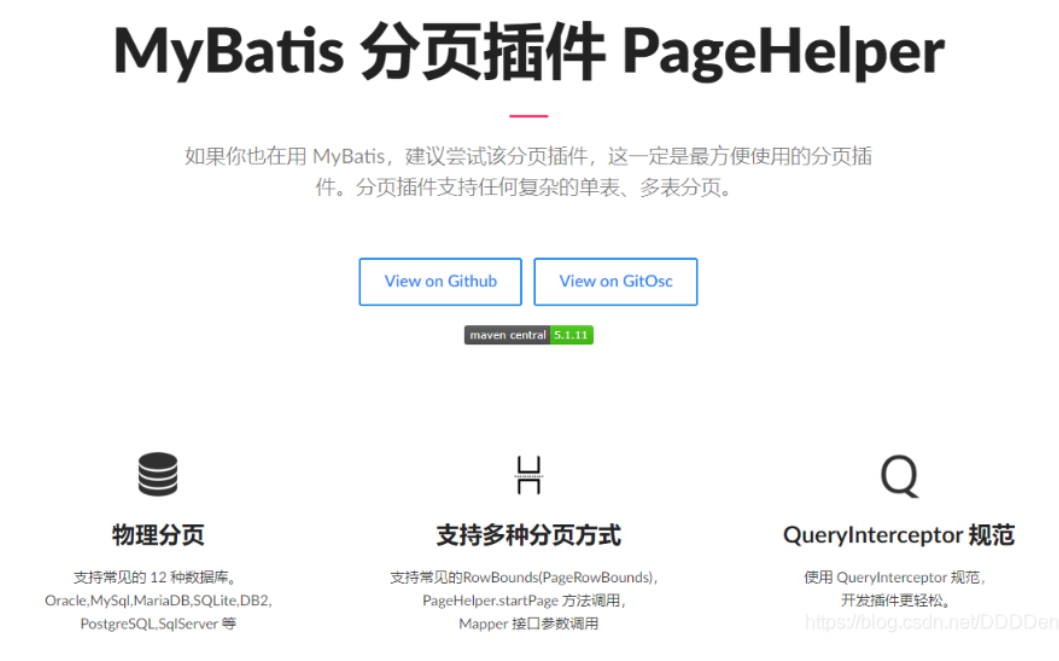 MyBatis 分页插件 PageHelper
如果你也在用 MyBatis，建议尝试该分页插件，这一定是最方便使用的分页插
件。分页插件支持任何复杂的单表、多表分页。
View on Github
View on GitOsc
maven central 5.1.11
物理分页
支持常见的 12 种数据库。
Oracle,MySql,MariaDB,SQLite,DB2,
PostgreSQL,SqlServer 等
支持多种分页方式
支持常见的RowBounds(PageRowBounds)，
PageHelper.startPage 方法调用，
Mapper 接口参数调用
Q
QueryInterceptor 规范
使用 QueryInterceptor 规范，
开发插件更轻松。
https://blog.csdn.net/DDDDen